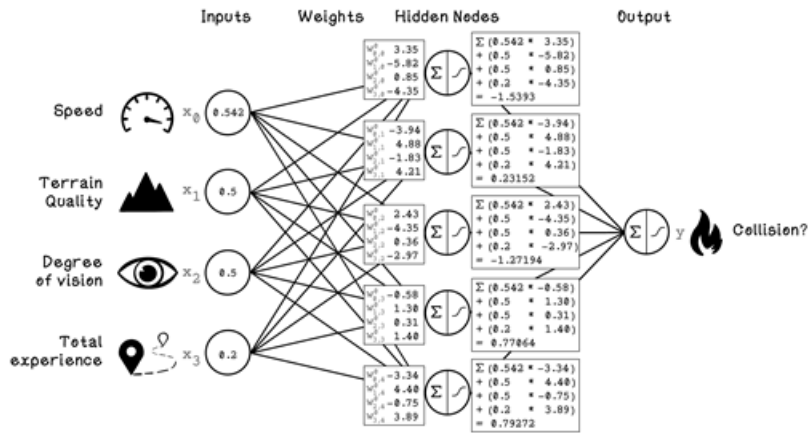 Inputs
Weights
Hidden Nodes
Output
Speed
x0
0.542
Terrain
Quality
x1
0.5
Degree
of vision
x2
0.5
Total
experience
x3
0.2
3.35
-5.82
0.85
-4.35
Σ
Σ (0.542 * 3.35)
+ (0.5 * -5.82)
+ (0.5 * 0.85)
+ (0.2 * -4.35)
= -1.5393
-3.94
4.88
-1.83
4.21
Σ
Σ (0.542 * -3.94)
+ (0.5 * 4.88)
+ (0.5 * -1.83)
+ (0.2 * 4.21)
= 0.23152
2.43
-4.35
0.36
-2.97
Σ
Σ (0.542 * 2.43)
+ (0.5 * -4.35)
+ (0.5 * 0.36)
+ (0.2 * -2.97)
= -1.27194
-0.58
1.30
0.31
1.40
Σ
Σ (0.542 * -0.58)
+ (0.5 * 1.30)
+ (0.5 * 0.31)
+ (0.2 * 1.40)
= 0.77064
-3.34
4.40
-0.75
3.89
Σ
Σ (0.542 * -3.34)
+ (0.5 * 4.40)
+ (0.5 * -0.75)
+ (0.2 * 3.89)
= 0.79272
Σ
y
Collision?